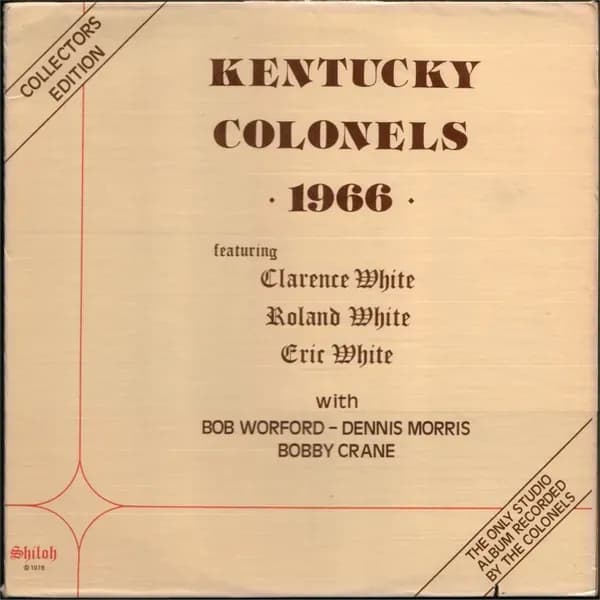 COLLECTORS
EDITION
KENTUCKY
COLONELS
· 1966 ·
featuring
Clarence White
Roland White
Eric White
with
BOB WORFORD - DENNIS MORRIS
BOBBY CRANE
THE ONLY STUDIO
ALBUM RECORDED
BY THE COLONELS
Shiloh
© 1978